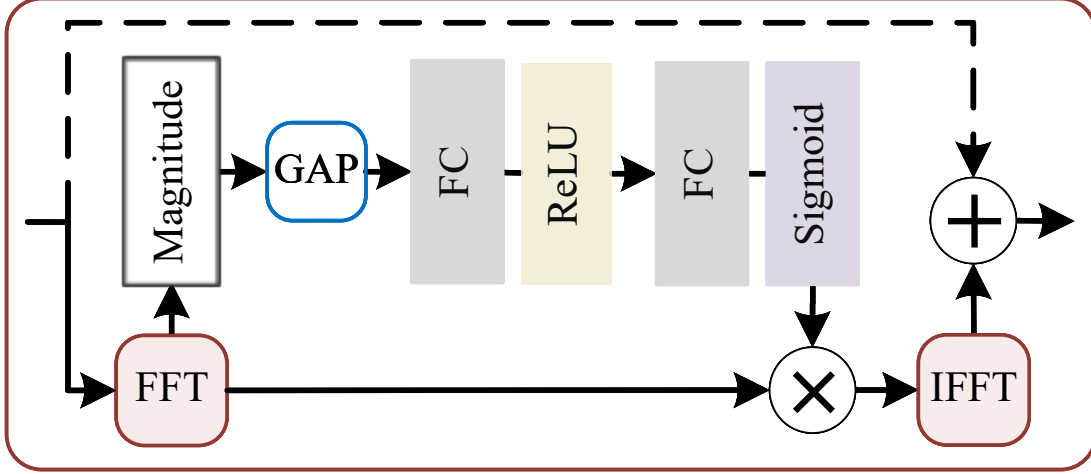 Magnitude
GAP
FC
ReLU
FC
Sigmoid
FFT
IFFT